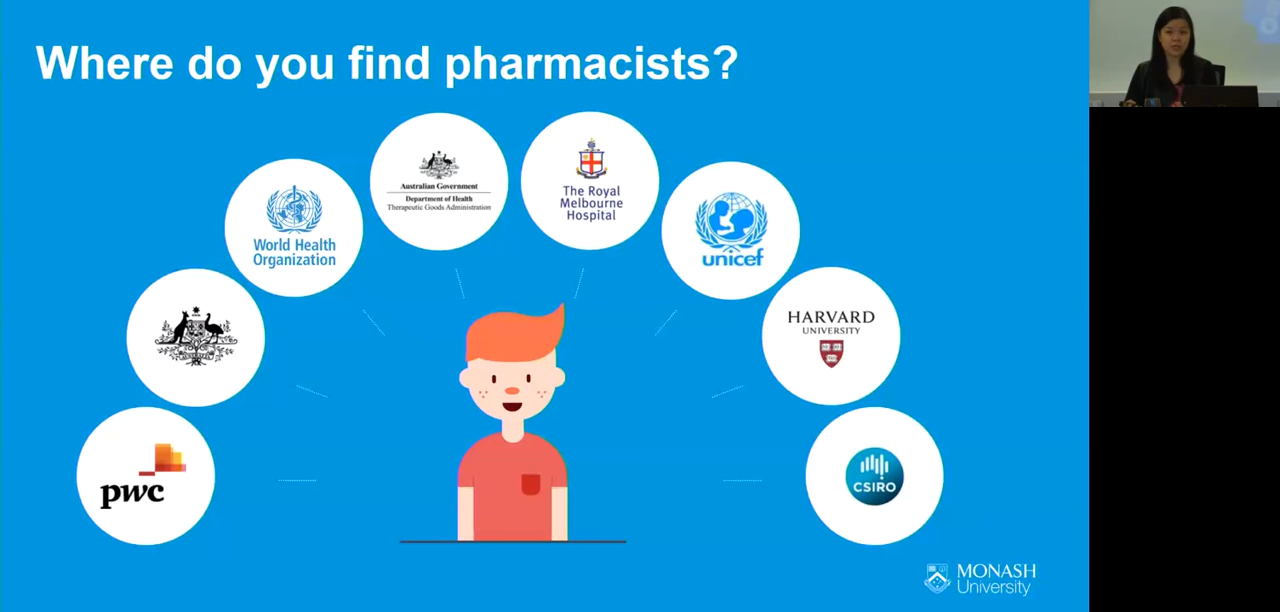 Where do you find pharmacists?
Australian Government
Department of Health
Therapeutic Goods Administration
The Royal
Melbourne
Hospital
World Health
Organization
unicef
HARVARD
UNIVERSITY
pwc
CSIRO
MONASH
University